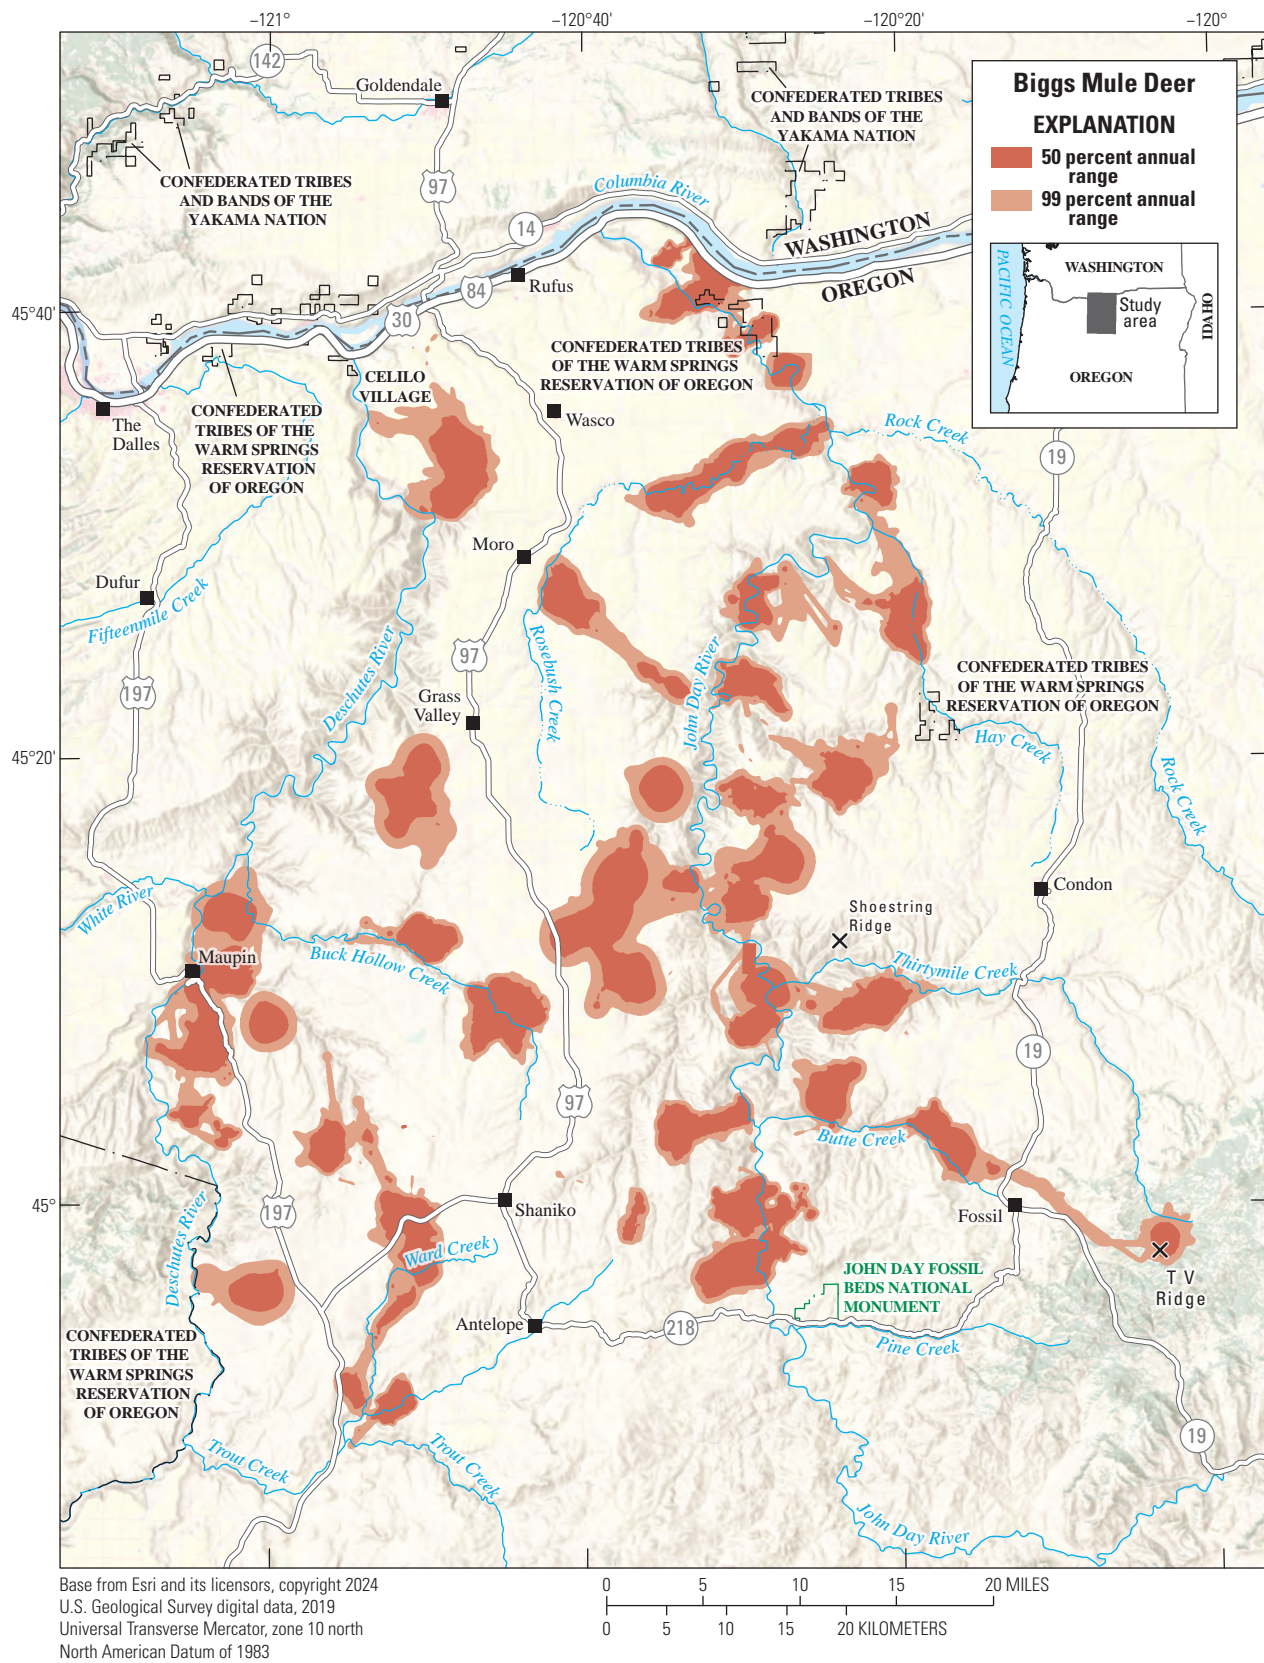 −121°
−120°40'
−120°20'
−120°
142
Goldendale
CONFEDERATED TRIBES
AND BANDS OF THE
YAKAMA NATION
Biggs Mule Deer
EXPLANATION
50 percent annual
range
99 percent annual
range
CONFEDERATED TRIBES
AND BANDS OF THE
YAKAMA NATION
97
Columbia River
14
WASHINGTON
OREGON
PACIFIC OCEAN
WASHINGTON
Study
area
IDAHO
OREGON
84
Rufus
45°40'
30
CONFEDERATED TRIBES
OF THE WARM SPRINGS
RESERVATION OF OREGON
CELILO
VILLAGE
The
Dalles
CONFEDERATED
TRIBES OF THE
WARM SPRINGS
RESERVATION
OF OREGON
Wasco
Rock Creek
19
Moro
Dufur
Fifteenmile Creek
Deschutes River
Rosebush Creek
97
John Day River
CONFEDERATED TRIBES
OF THE WARM SPRINGS
RESERVATION OF OREGON
197
Grass
Valley
Hay Creek
45°20'
Rock Creek
White River
Condon
Shoestring
Ridge
Maupin
Buck Hollow Creek
Thirtymile Creek
19
97
Butte Creek
45°
197
Shaniko
Fossil
Deschutes River
Ward Creek
T V
Ridge
JOHN DAY FOSSIL
BEDS NATIONAL
MONUMENT
Antelope
218
Pine Creek
CONFEDERATED
TRIBES OF THE
WARM SPRINGS
RESERVATION
OF OREGON
19
Trout Creek
Trout Creek
John Day River
Base from Esri and its licensors, copyright 2024
U.S. Geological Survey digital data, 2019
Universal Transverse Mercator, zone 10 north
North American Datum of 1983
0 5 10 15 20 MILES
0 5 10 15 20 KILOMETERS